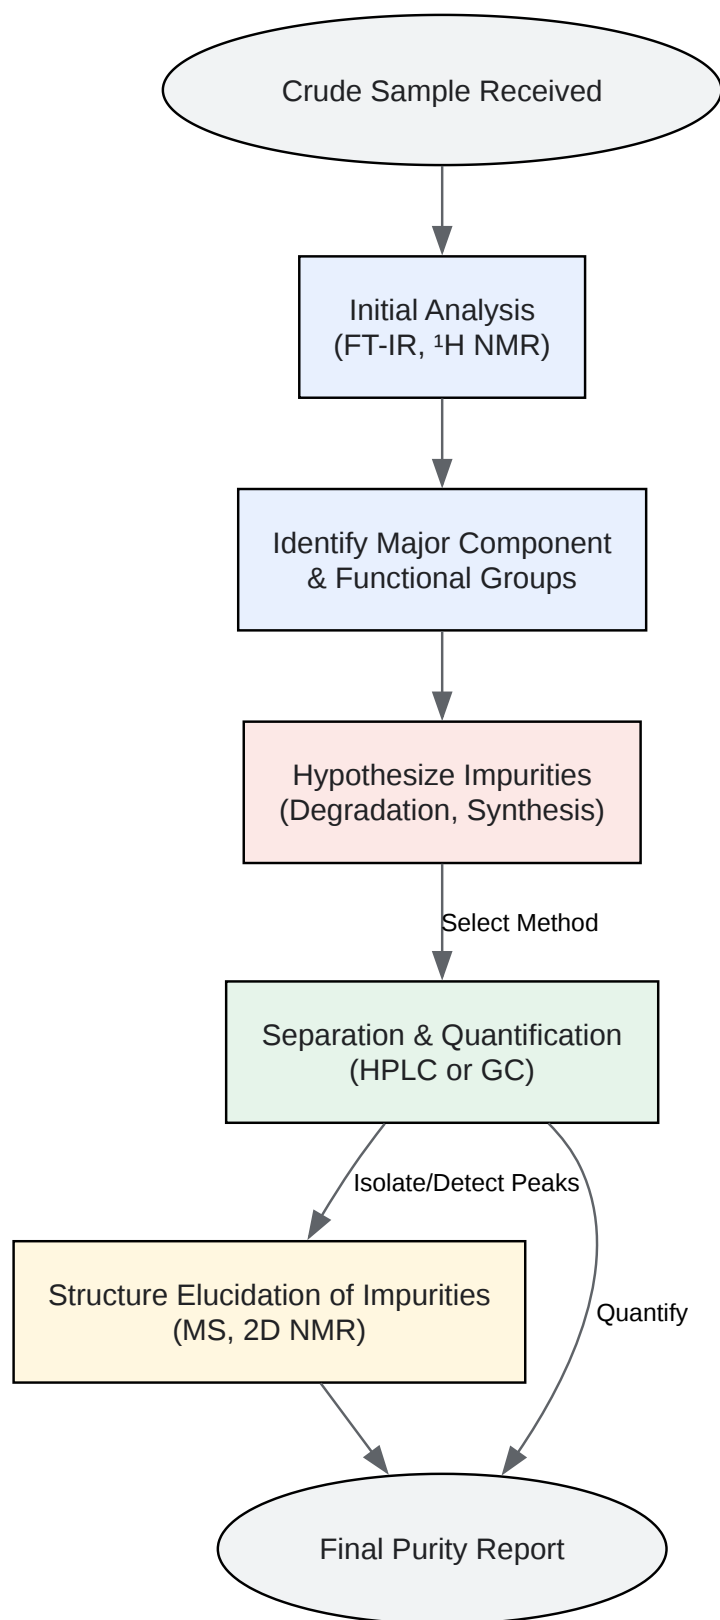 Crude Sample Received
Initial Analysis
(FT-IR, ¹H NMR)
Identify Major Component
& Functional Groups
Hypothesize Impurities
(Degradation, Synthesis)
Select Method
Separation & Quantification
(HPLC or GC)
Isolate/Detect Peaks
Structure Elucidation of Impurities
(MS, 2D NMR)
Quantify
Final Purity Report